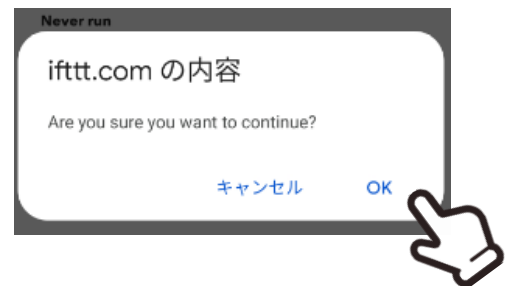 Never run
ifttt.com の内容
Are you sure you want to continue?
キャンセル OK